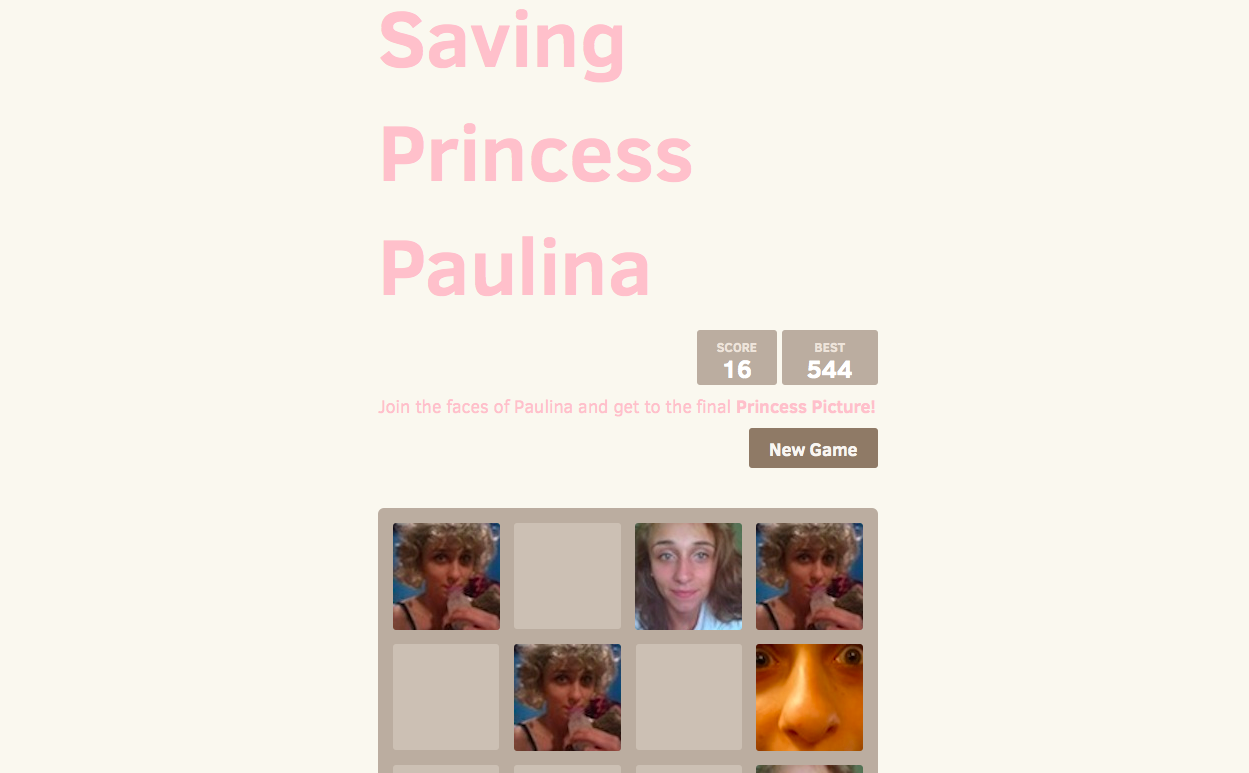 Saving
Princess
Paulina
SCORE BEST
16 544
Join the faces of Paulina and get to the final Princess Picture!
New Game